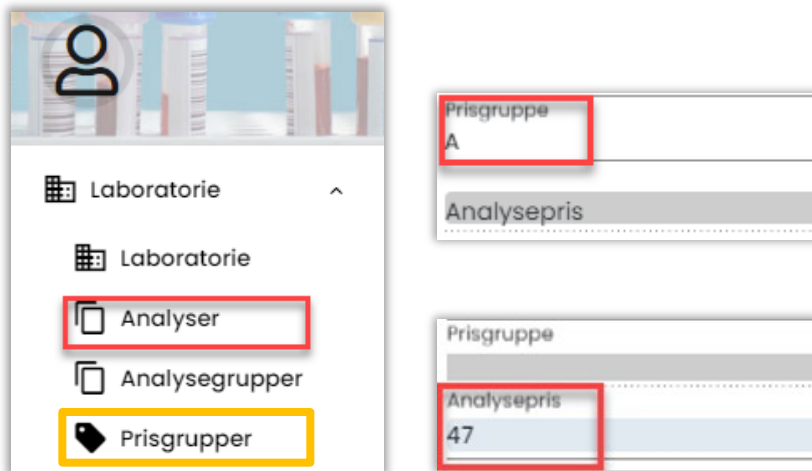 Laboratorie
Laboratorie
Analyser
Analysegrupper
Prisgrupper
Prisgruppe
A
Analysepris
Prisgruppe
Analysepris
47